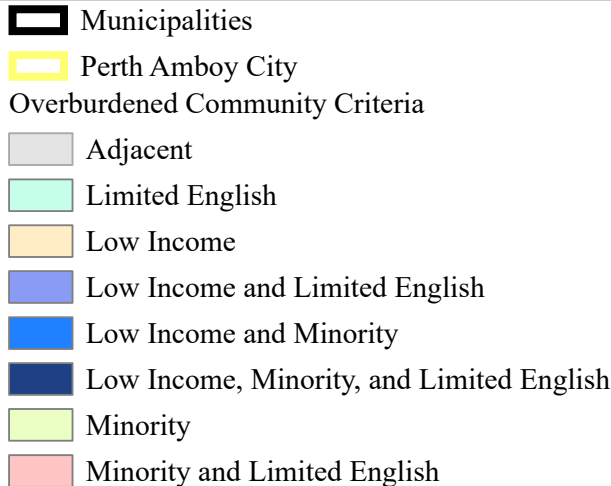 Municipalities
Perth Amboy City
Overburdened Community Criteria
Adjacent
Limited English
Low Income
Low Income and Limited English
Low Income and Minority
Low Income, Minority, and Limited English
Minority
Minority and Limited English